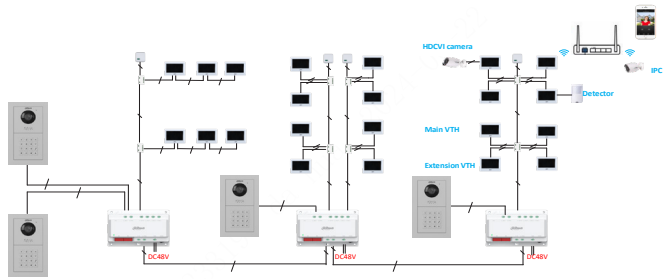 HDCVI camera
IPC
Detector
Main VTH
Extension VTH
DC48V
DC48V
DC48V